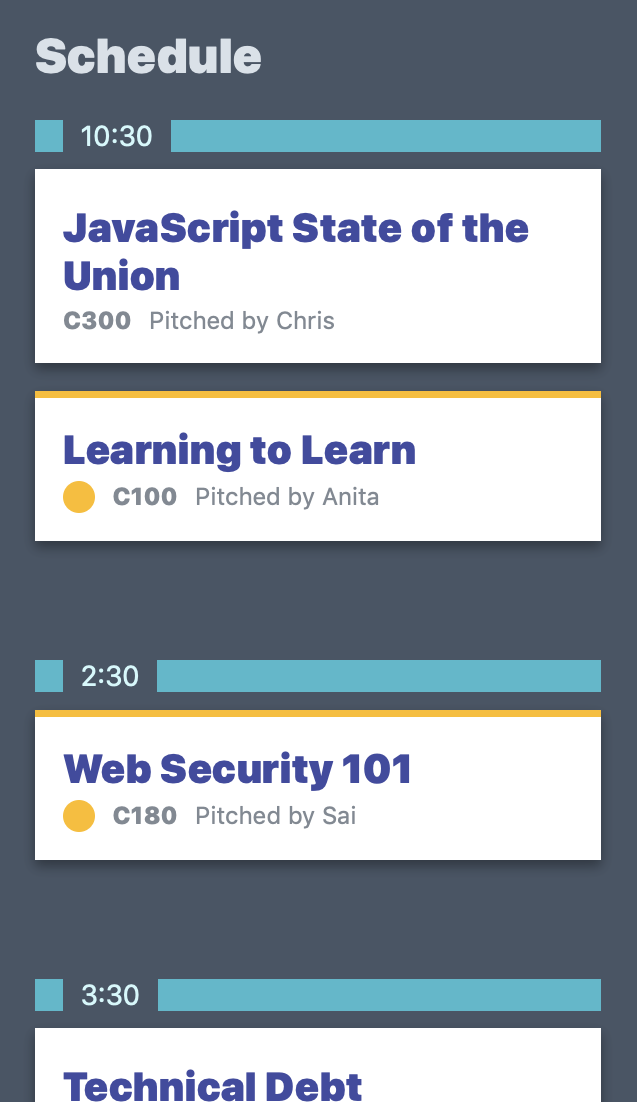 Schedule
10:30
JavaScript State of the
Union
C300 Pitched by Chris
Learning to Learn
C100 Pitched by Anita
2:30
Web Security 101
C180 Pitched by Sai
3:30
Technical Debt